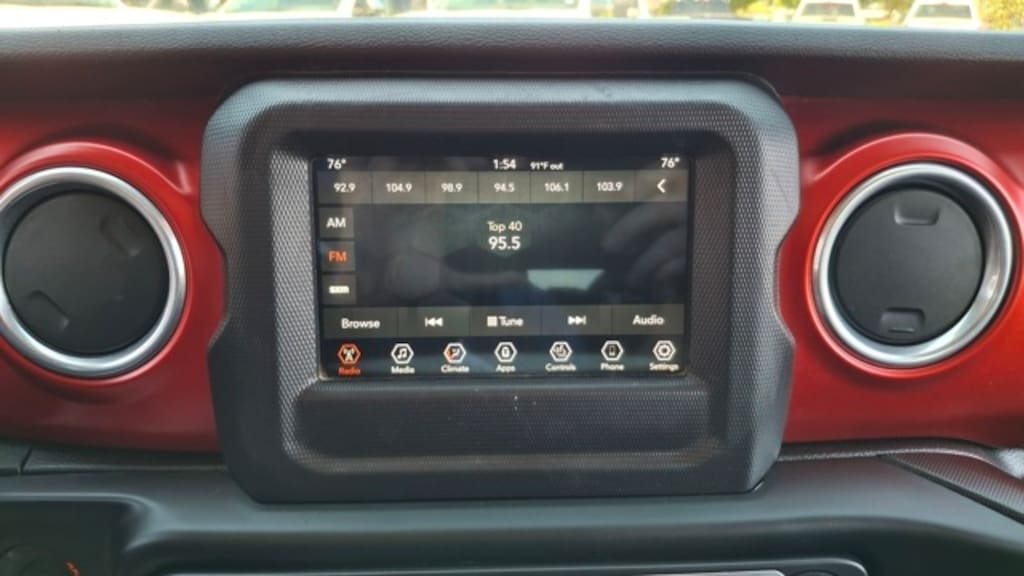 76° 1:54 91°F out 76°
92.9 104.9 98.9 94.5 106.1 103.9
AM
Top 40
95.5
FM
Browse Tune Audio
Radio Media Climate Apps Controls Phone Settings